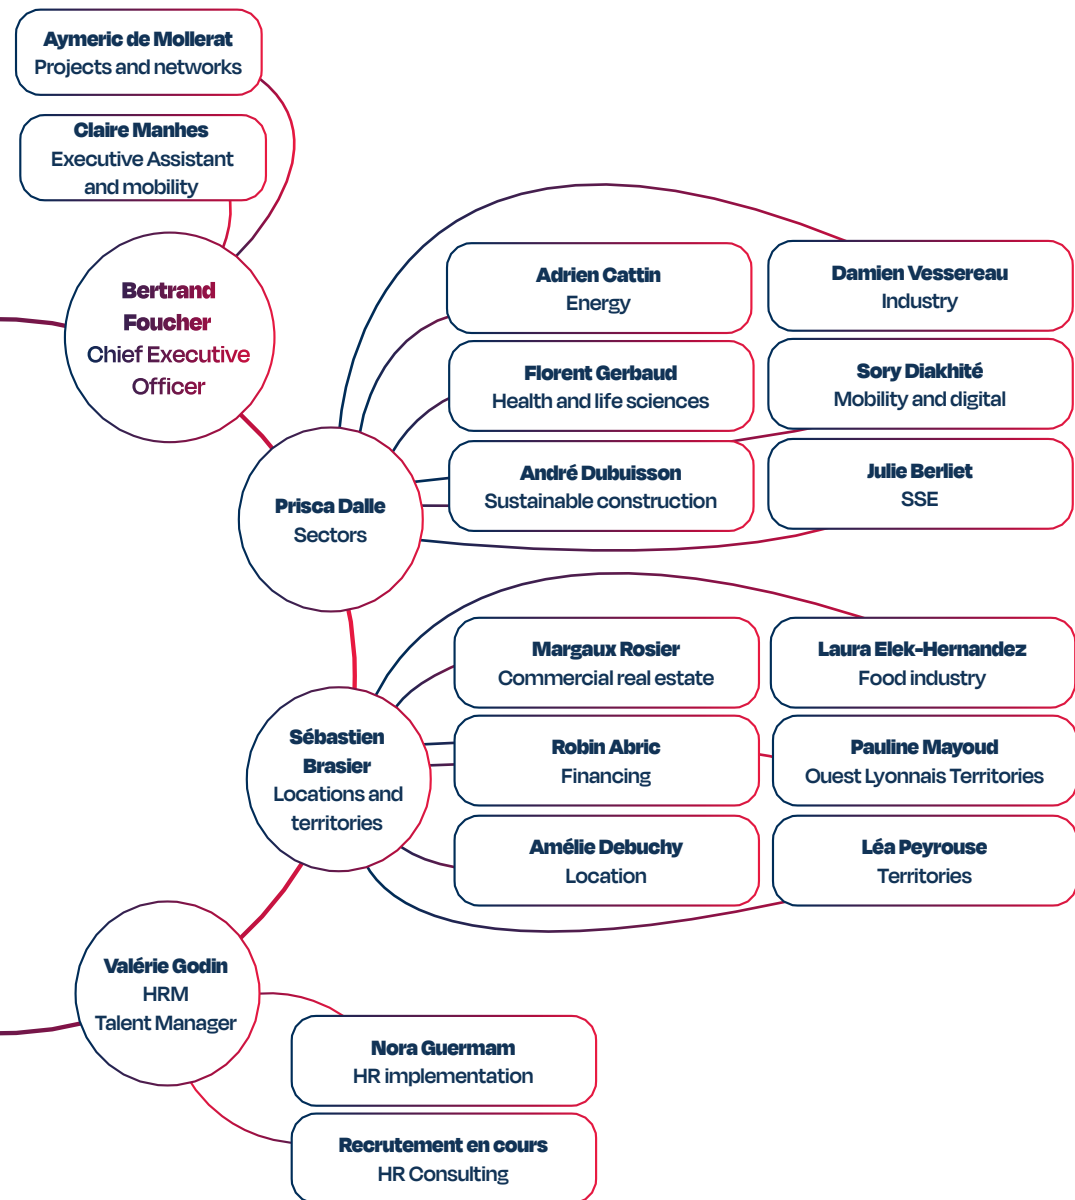 Aymeric de Mollerat
Projects and networks
Claire Manhes
Executive Assistant
and mobility
Bertrand
Foucher
Chief Executive
Officer
Prisca Dalle
Sectors
Adrien Cattin
Energy
Damien Vessereau
Industry
Florent Gerbaud
Health and life sciences
Sory Diakhité
Mobility and digital
André Dubuisson
Sustainable construction
Julie Berliet
SSE
Sébastien
Brasier
Locations and
territories
Margaux Rosier
Commercial real estate
Laura Elek-Hernandez
Food industry
Robin Abric
Financing
Pauline Mayoud
Ouest Lyonnais Territories
Amélie Debuchy
Location
Léa Peyrouse
Territories
Valérie Godin
HRM
Talent Manager
Nora Guermam
HR implementation
Recrutement en cours
HR Consulting